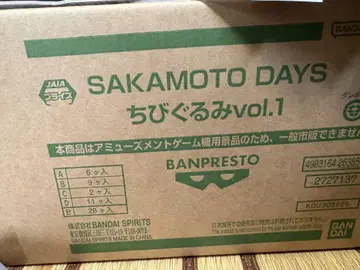 JAIA
プライズ
SAKAMOTO DAYS
ちびぐるみvol.1
本商品はアミューズメントゲーム機用景品のため、一般市販できませ
BANPRESTO
A 6ヶ入
B 9ヶ入
C 2ヶ入
D 11ヶ入
M 28ヶ入
4983164
2727137
株式会社BANDAI SPIRITS
BANDAI SPIRITS MADE IN CHINA
BAN
DAI